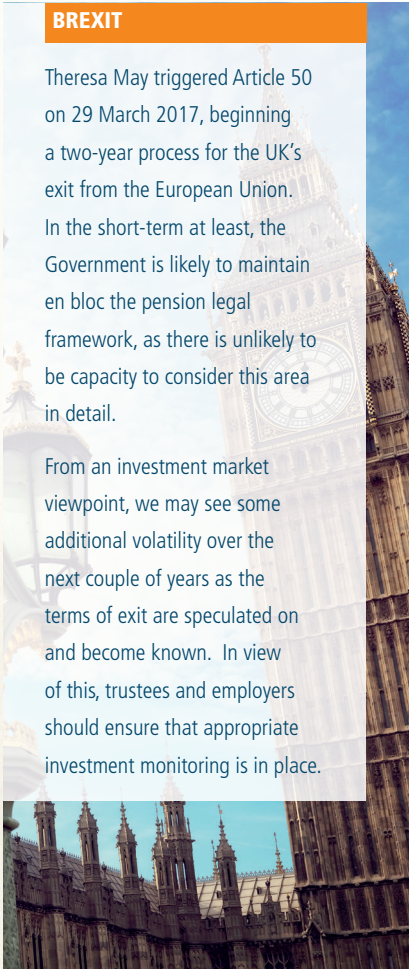 BREXIT
Theresa May triggered Article 50
on 29 March 2017, beginning
a two-year process for the UK's
exit from the European Union.
In the short-term at least, the
Government is likely to maintain
en bloc the pension legal
framework, as there is unlikely to
be capacity to consider this area
in detail.
From an investment market
viewpoint, we may see some
additional volatility over the
next couple of years as the
terms of exit are speculated on
and become known.  In view
of this, trustees and employers
should ensure that appropriate
investment monitoring is in place.